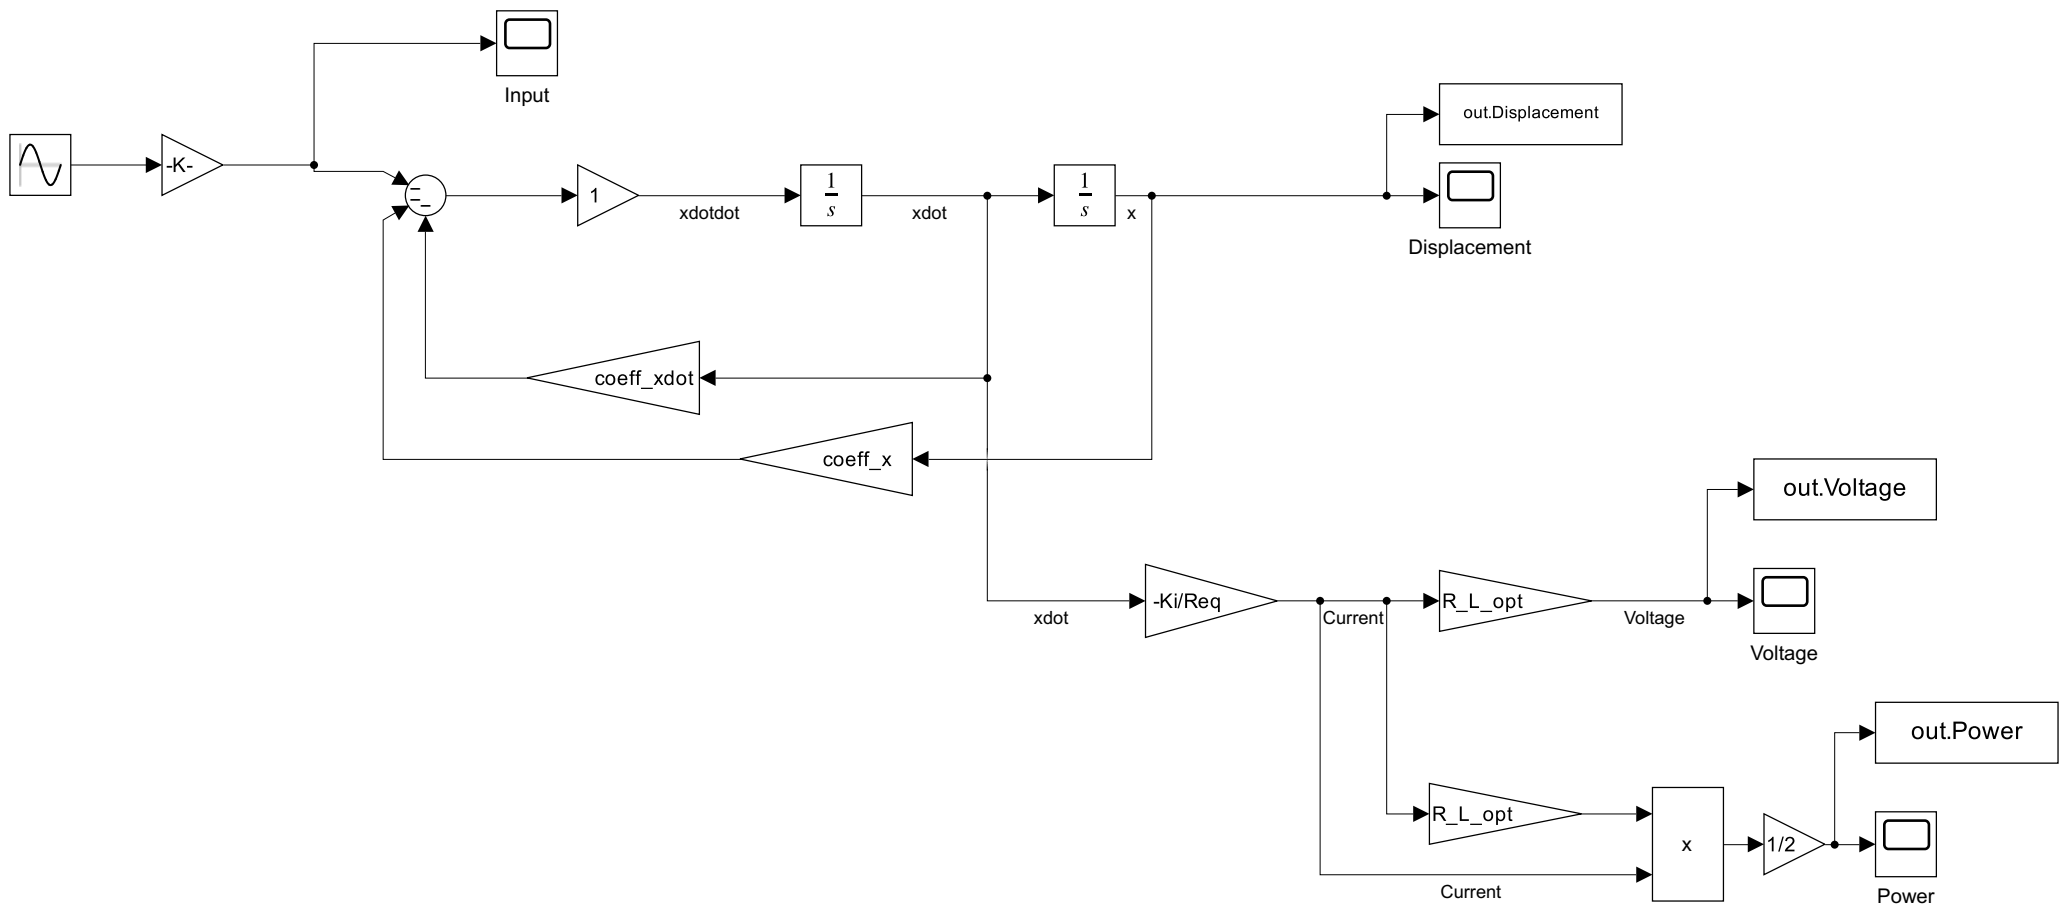 Input
-K-
1
xdotdot
1
s
xdot
1
s
x
out.Displacement
Displacement
coeff_xdot
coeff_x
out.Voltage
xdot
-Ki/Req
Current
R_L_opt
Voltage
Voltage
out.Power
R_L_opt
x
1/2
Current
Power